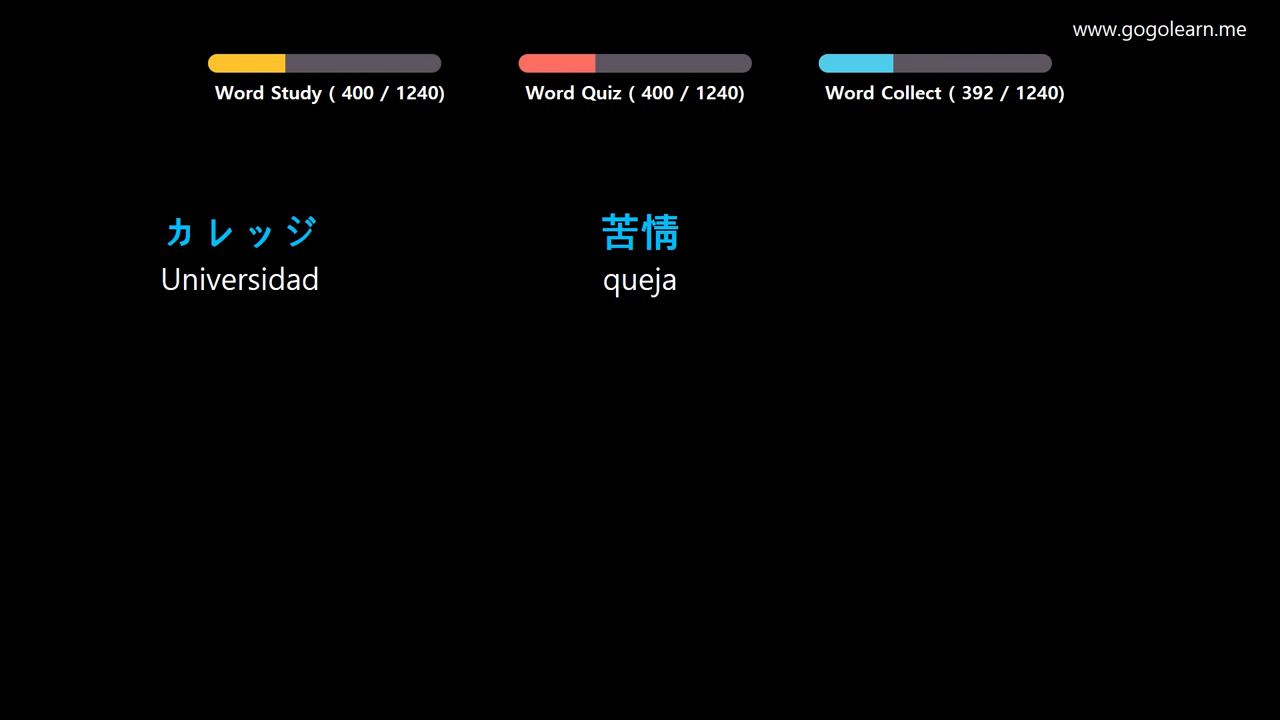 www.gogolearn.me
Word Study ( 400 / 1240)
Word Quiz ( 400 / 1240)
Word Collect ( 392 / 1240)
カレッジ
Universidad
苦情
queja